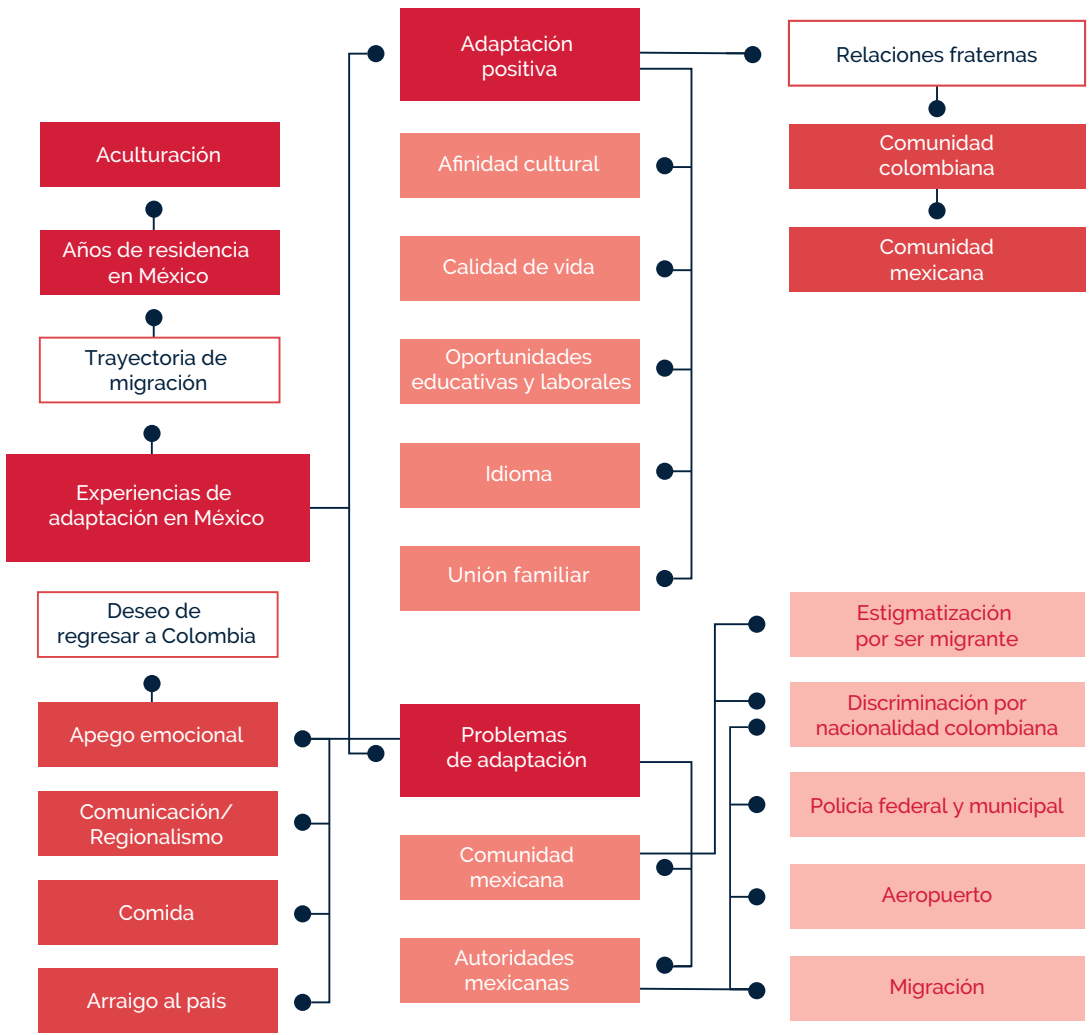 Adaptación
positiva
Relaciones fraternas
Aculturación
Afinidad cultural
Comunidad
colombiana
Años de residencia
en México
Calidad de vida
Comunidad
mexicana
Trayectoria de
migración
Oportunidades
educativas y laborales
Experiencias de
adaptación en México
Idioma
Unión familiar
Deseo de
regresar a Colombia
Estigmatización
por ser migrante
Apego emocional
Problemas
de adaptación
Discriminación por
nacionalidad colombiana
Comunicación/
Regionalismo
Policía federal y municipal
Comunidad
mexicana
Comida
Aeropuerto
Autoridades
mexicanas
Arraigo al país
Migración